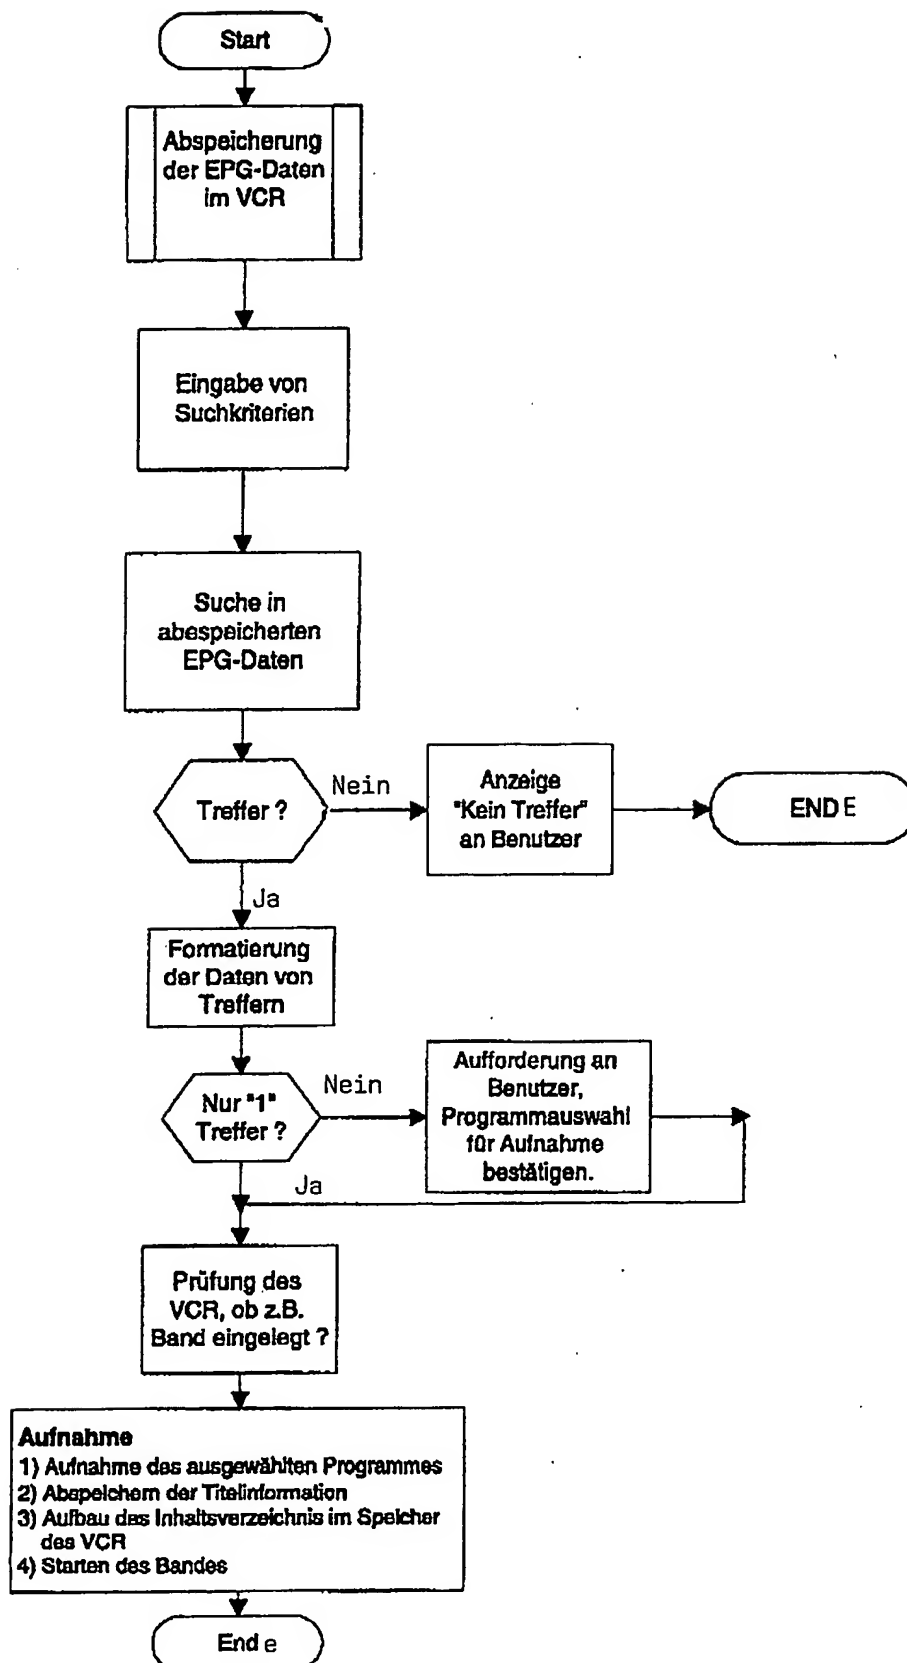 Start
Abspeicherung
der EPG-Daten
im VCR
Eingabe von
Suchkriterien
Suche in
abespeicherten
EPG-Daten
Treffer ?
Nein
Anzeige
"Kein Treffer"
an Benutzer
ENDE
Ja
Formatierung
der Daten von
Treffern
Nur "1"
Treffer ?
Nein
Aufforderung an
Benutzer,
Programmauswahl
für Aufnahme
bestätigen.
Ja
Prüfung des
VCR, ob z.B.
Band eingelegt ?
Aufnahme
1) Aufnahme des ausgewählten Programmes
2) Abspeichern der Titelinformation
3) Aufbau des Inhaltsverzeichnis im Speicher
des VCR
4) Starten des Bandes
Ende